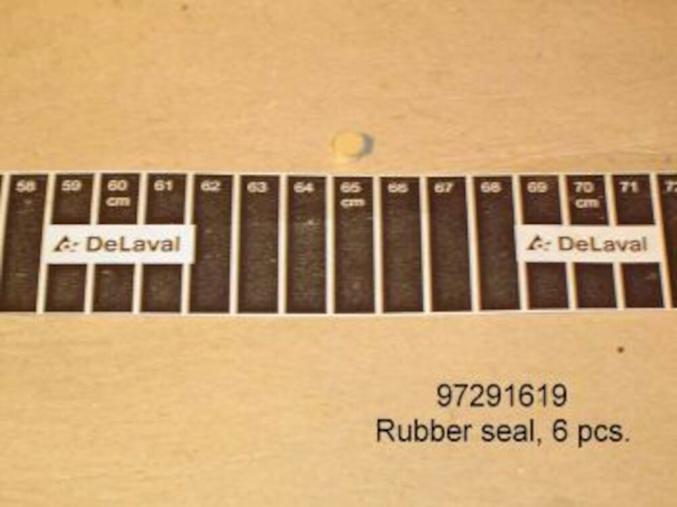 58 59 60 61 62 63 64 65 66 67 68 69 70 71 72
cm cm cm
DeLaval DeLaval
97291619
Rubber seal, 6 pcs.